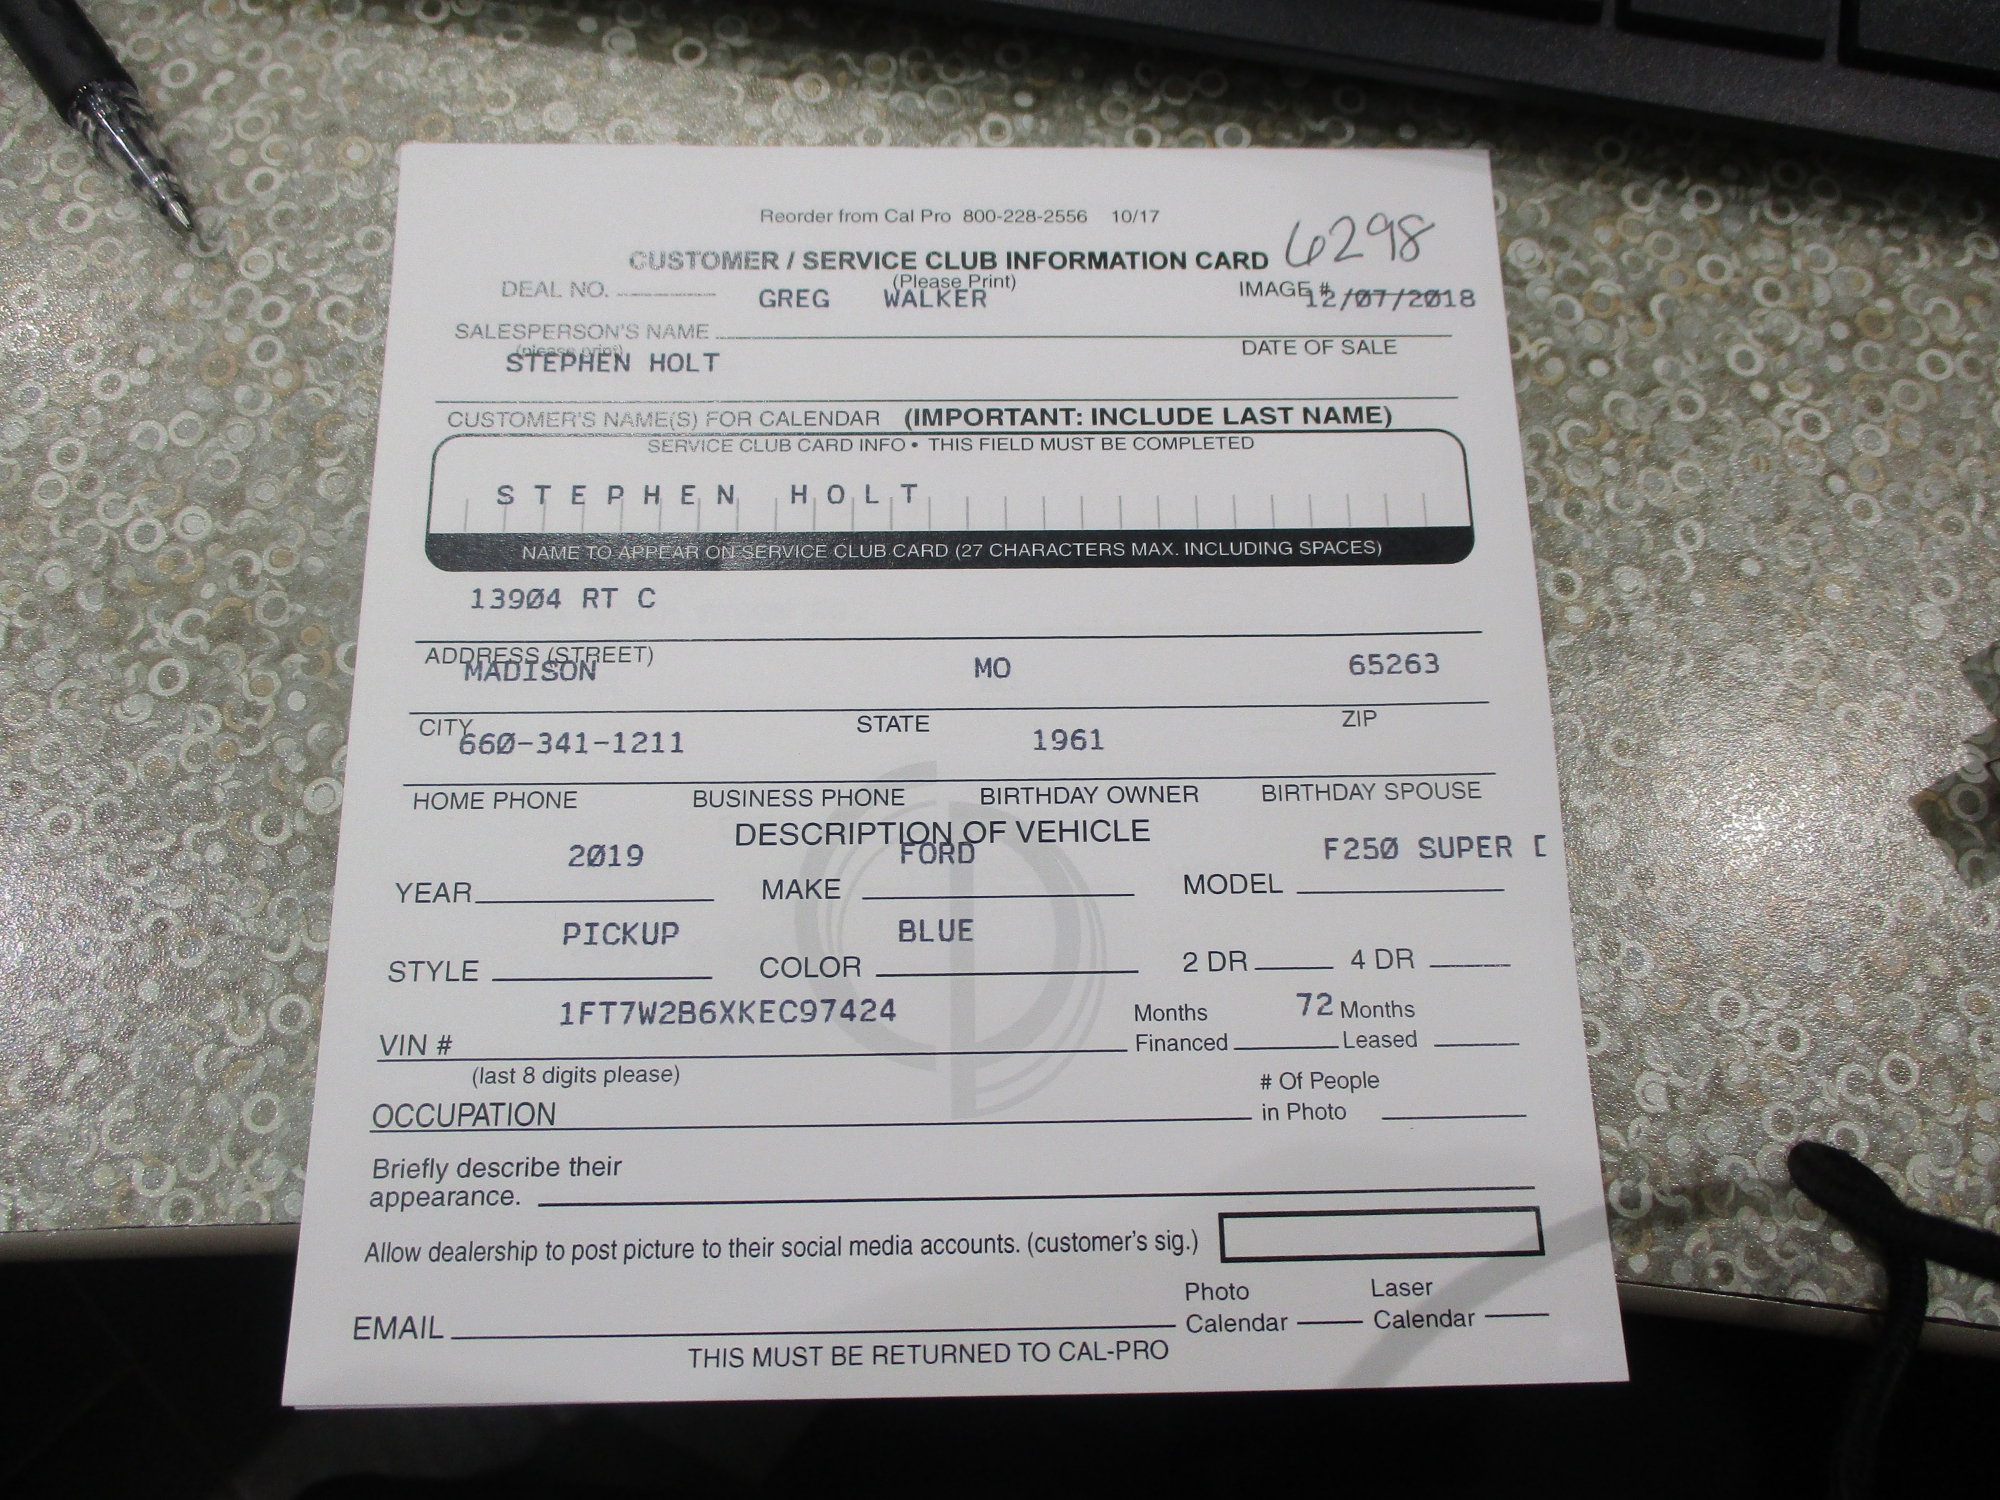 Reorder from Cal Pro 800-228-2556 10/17
6298
CUSTOMER / SERVICE CLUB INFORMATION CARD
(Please Print)
DEAL NO. GREG WALKER IMAGE # 12/07/2018
SALESPERSON'S NAME DATE OF SALE
(please print)
STEPHEN HOLT
CUSTOMER'S NAME(S) FOR CALENDAR (IMPORTANT: INCLUDE LAST NAME)
SERVICE CLUB CARD INFO • THIS FIELD MUST BE COMPLETED
STEPHEN HOLT
NAME TO APPEAR ON SERVICE CLUB CARD (27 CHARACTERS MAX. INCLUDING SPACES)
13904 RT C
ADDRESS (STREET)
MADISON MO 65263
CITY STATE ZIP
660-341-1211 1961
HOME PHONE BUSINESS PHONE BIRTHDAY OWNER BIRTHDAY SPOUSE
DESCRIPTION OF VEHICLE
2019 FORD F250 SUPER D
YEAR MAKE MODEL
PICKUP BLUE
STYLE COLOR 2 DR 4 DR
1FT7W2B6XKEC97424 Months 72 Months
VIN # Financed Leased
(last 8 digits please) # Of People
OCCUPATION in Photo
Briefly describe their
appearance.
Allow dealership to post picture to their social media accounts. (customer's sig.)
Photo Laser
EMAIL Calendar Calendar
THIS MUST BE RETURNED TO CAL-PRO